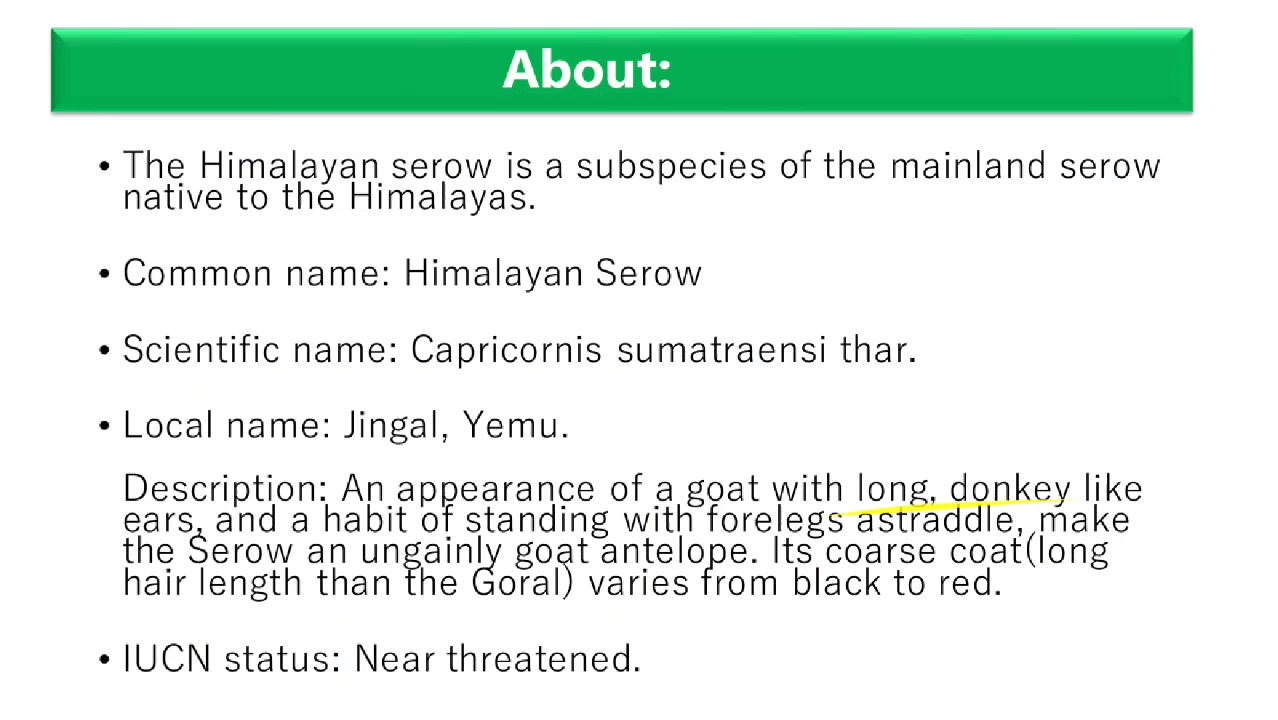 About:
• The Himalayan serow is a subspecies of the mainland serow
native to the Himalayas.
• Common name: Himalayan Serow
• Scientific name: Capricornis sumatraensi thar.
• Local name: Jingal, Yemu.
Description: An appearance of a goat with long, donkey like
ears, and a habit of standing with forelegs astraddle, make
the Serow an ungainly goat antelope. Its coarse coat(long
hair length than the Goral) varies from black to red.
• IUCN status: Near threatened.